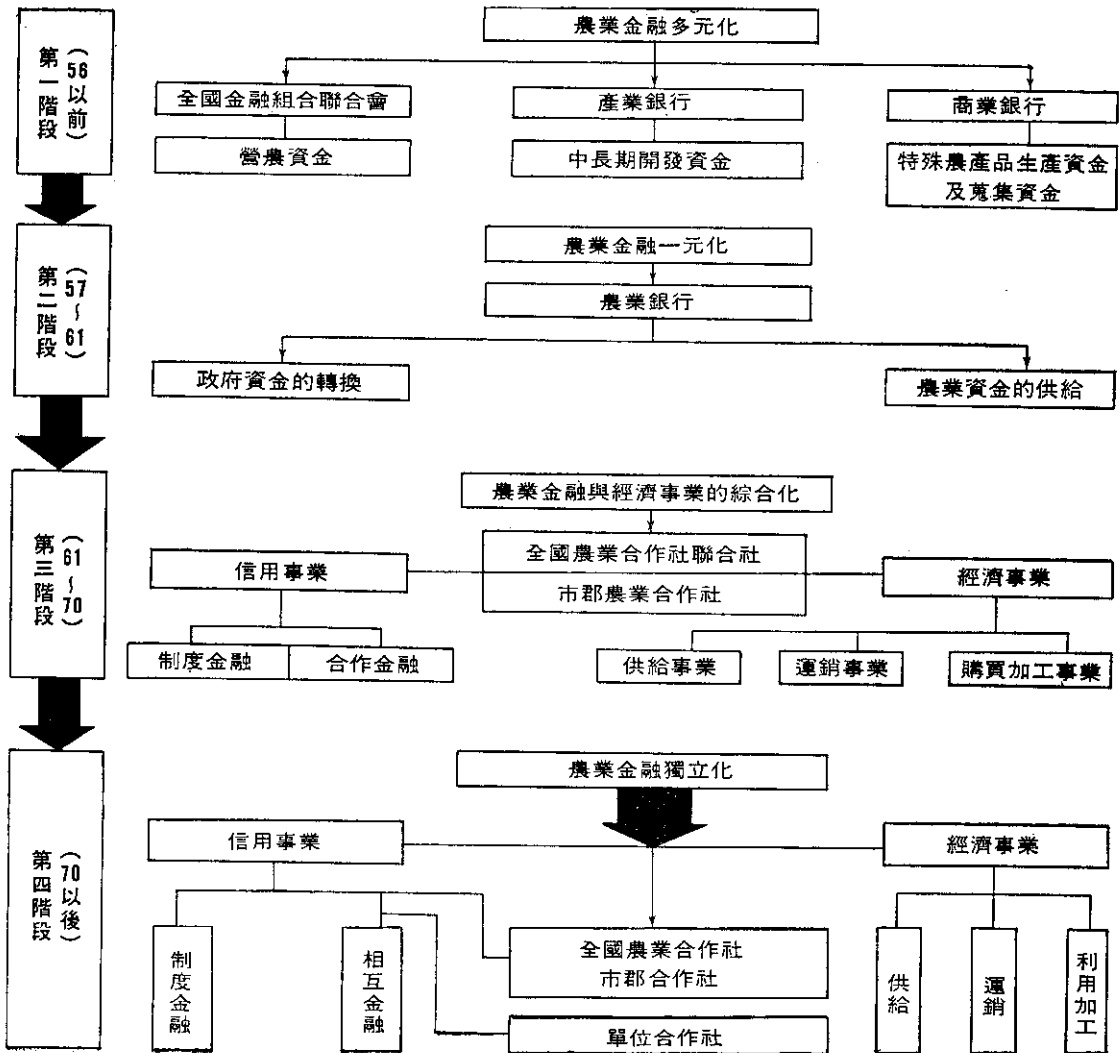 第一階段
(56以前)
農業金融多元化
全國金融組合聯合會
產業銀行
商業銀行
營農資金
中長期開發資金
特殊農產品生產資金
及蒐集資金
第二階段
(57~61)
農業金融一元化
農業銀行
政府資金的轉換
農業資金的供給
第三階段
(61~70)
農業金融與經濟事業的綜合化
全國農業合作社聯合社
市郡農業合作社
信用事業
經濟事業
制度金融
合作金融
供給事業
運銷事業
購買加工事業
第四階段
(70以後)
農業金融獨立化
信用事業
經濟事業
制度金融
相互金融
全國農業合作社
市郡合作社
單位合作社
供給
運銷
利用加工